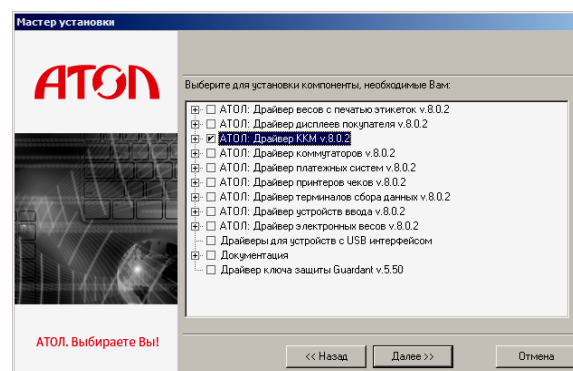 Мастер установки
АТОЛ
Выберите для установки компоненты, необходимые Вам:
АТОЛ: Драйвер весов с печатью этикеток v.8.0.2
АТОЛ: Драйвер дисплеев покупателя v.8.0.2
АТОЛ: Драйвер ККМ v.8.0.2
АТОЛ: Драйвер коммутаторов v.8.0.2
АТОЛ: Драйвер платежных систем v.8.0.2
АТОЛ: Драйвер принтеров чеков v.8.0.2
АТОЛ: Драйвер терминалов сбора данных v.8.0.2
АТОЛ: Драйвер устройств ввода v.8.0.2
АТОЛ: Драйвер электронных весов v.8.0.2
Драйверы для устройств с USB интерфейсом
Документация
Драйвер ключа защиты Guardant v.5.50
АТОЛ. Выбираете Вы!
<< Назад
Далее >>
Отмена